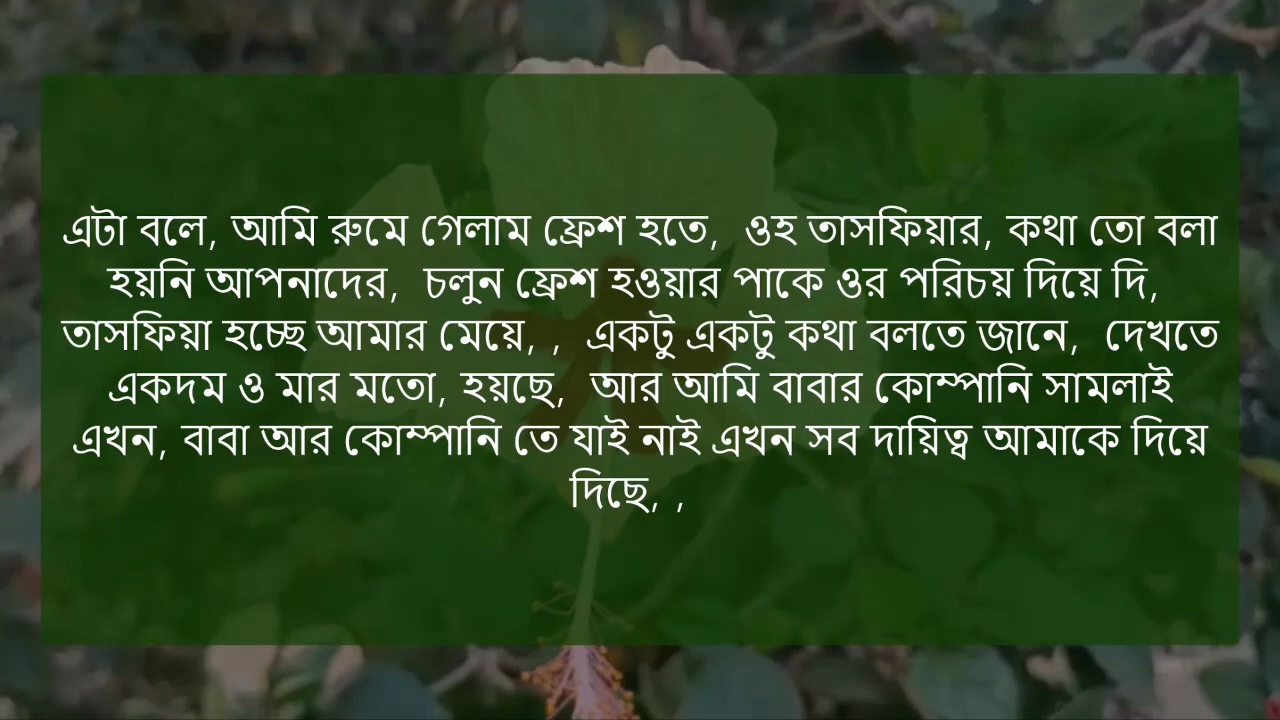 এটা বলে, আমি রুমে গেলাম ফ্রেশ হতে,  ওহ তাসফিয়ার, কথা তো বলা
হয়নি আপনাদের,  চলুন ফ্রেশ হওয়ার পাকে ওর পরিচয় দিয়ে দি,
তাসফিয়া হচ্ছে আমার মেয়ে, ,  একটু একটু কথা বলতে জানে,  দেখতে
একদম ও মার মতো, হয়ছে,  আর আমি বাবার কোম্পানি সামলাই
এখন, বাবা আর কোম্পানি তে যাই নাই এখন সব দায়িত্ব আমাকে দিয়ে
দিছে, ,